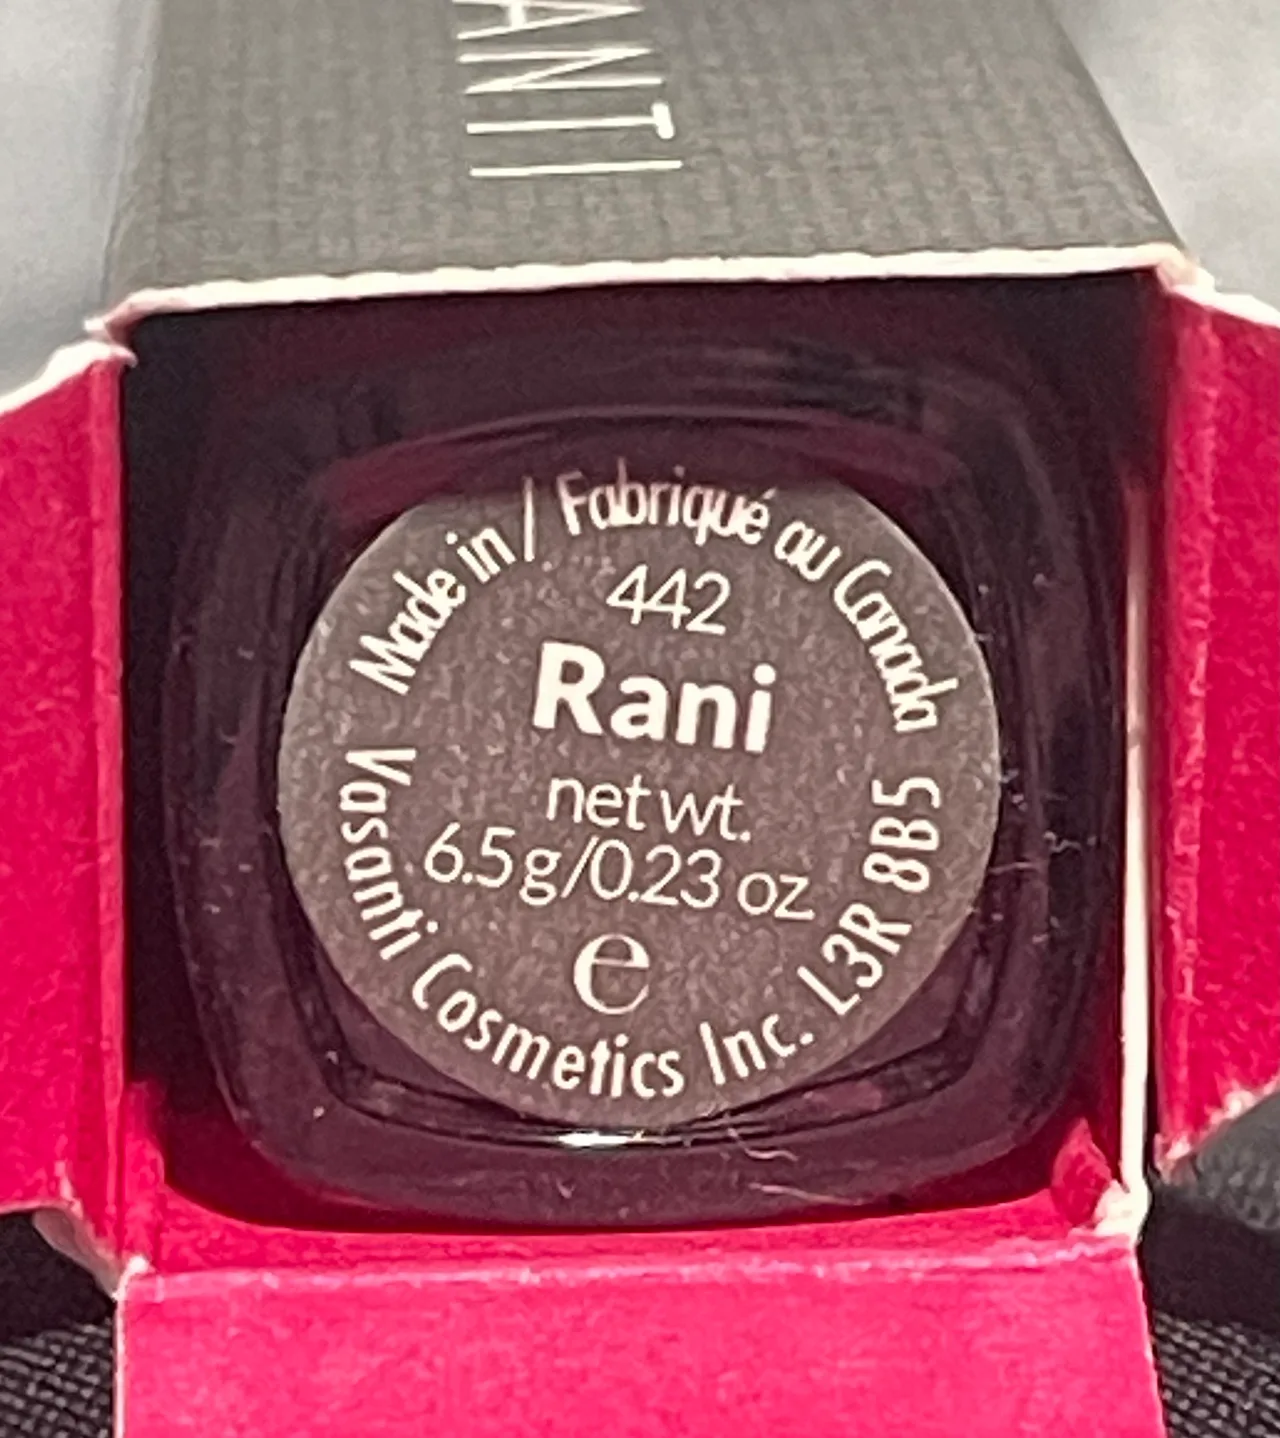 ANTI
Made in / Fabriqué au Canada
442
Rani
net wt.
6.5g/0.23 oz
e
Vasanti Cosmetics Inc. L3R 8B5